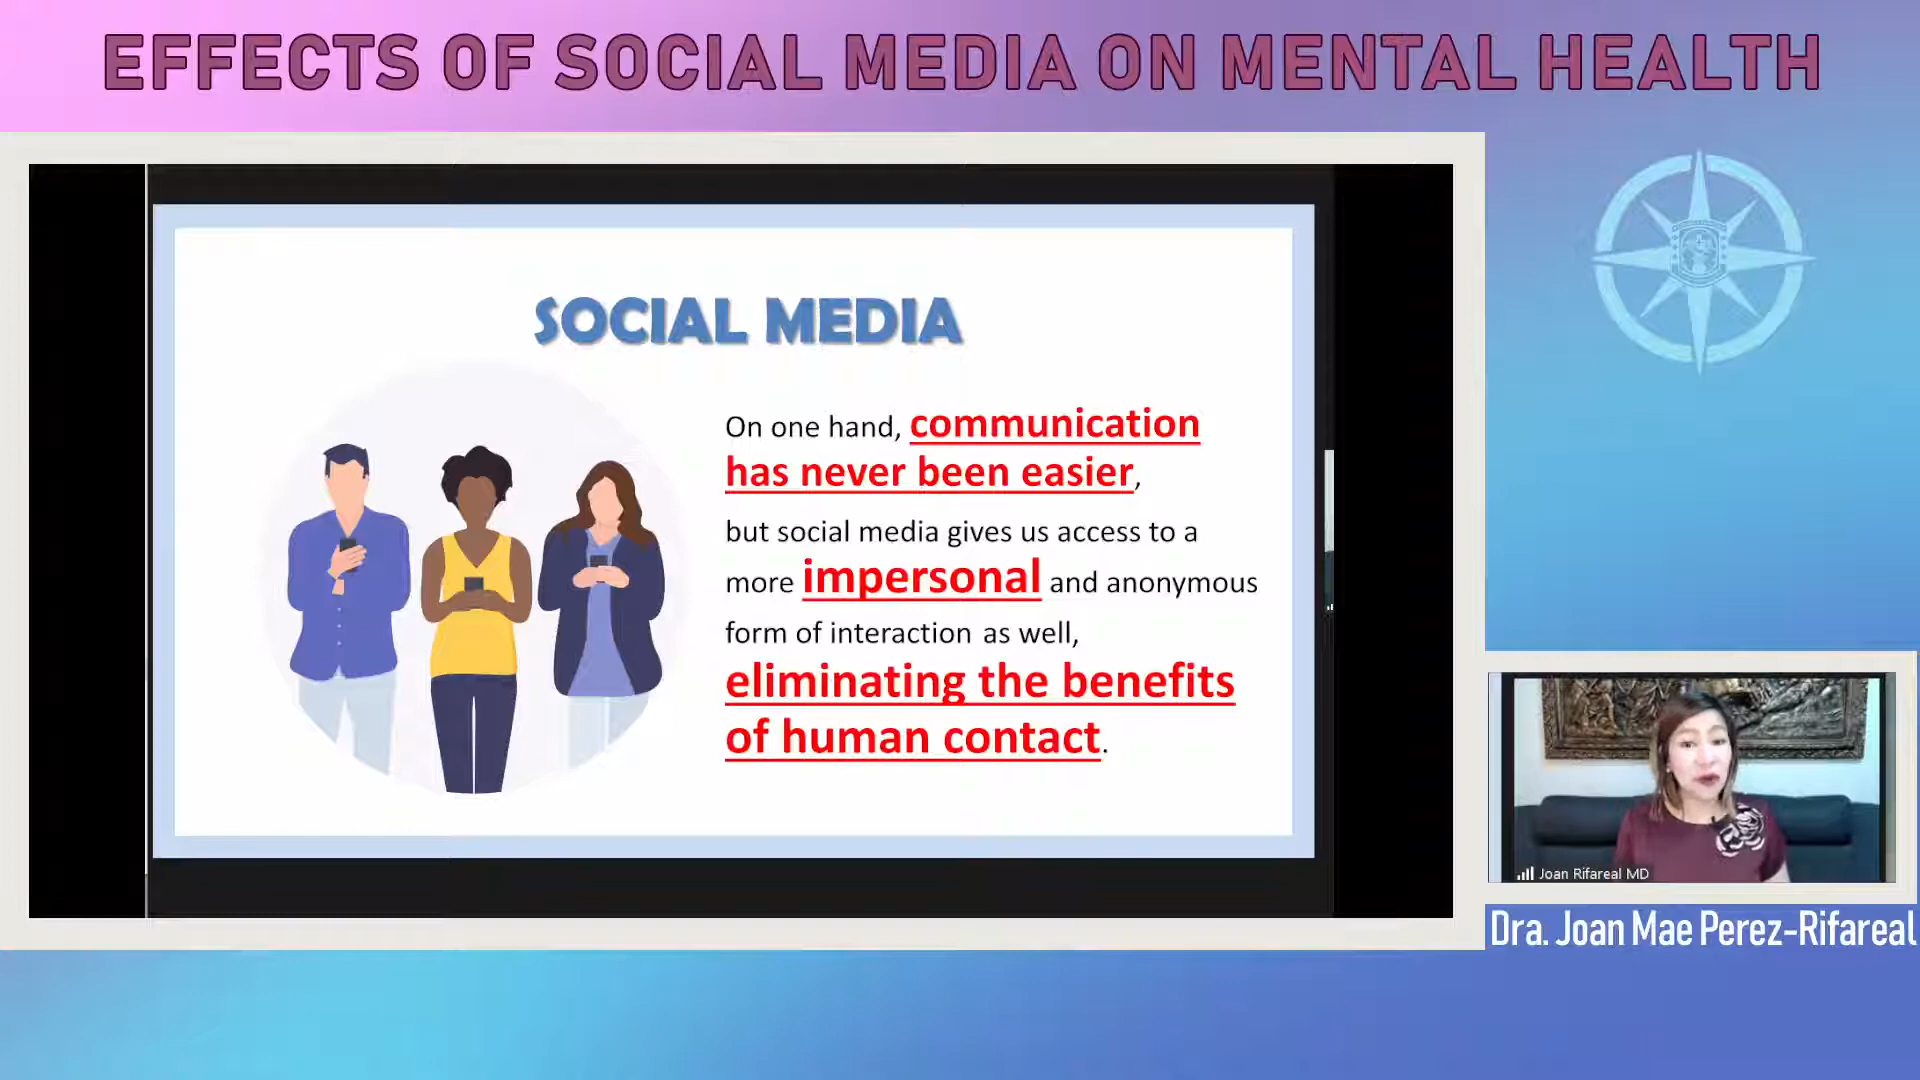 EFFECTS OF SOCIAL MEDIA ON MENTAL HEALTH
SOCIAL MEDIA
On one hand, communication
has never been easier,
but social media gives us access to a
more impersonal and anonymous
form of interaction as well,
eliminating the benefits
of human contact.
Joan Rifareal MD
Dra. Joan Mae Perez-Rifareal